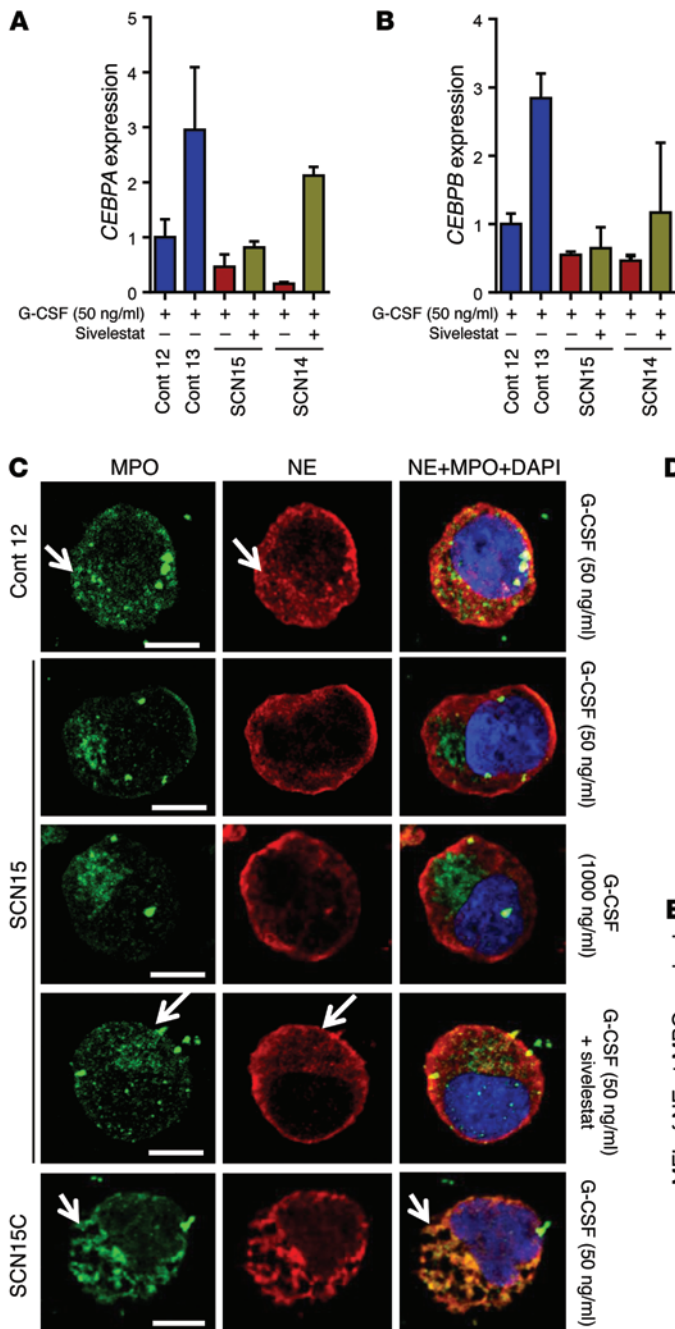 A
CEBPA expression
5
4
3
2
1
0
G-CSF (50 ng/ml) + + + + + +
Sivelestat − − − + − +
Cont 12
Cont 13
SCN15
SCN14
B
CEBPB expression
4
3
2
1
0
G-CSF (50 ng/ml) + + + + + +
Sivelestat − − − + − +
Cont 12
Cont 13
SCN15
SCN14
C
MPO NE NE+MPO+DAPI
Cont 12
G-CSF (50 ng/ml)
SCN15
G-CSF (50 ng/ml)
G-CSF
(1000 ng/ml)
G-CSF (50 ng/ml)
+ sivelestat
SCN15C
G-CSF (50 ng/ml)
D